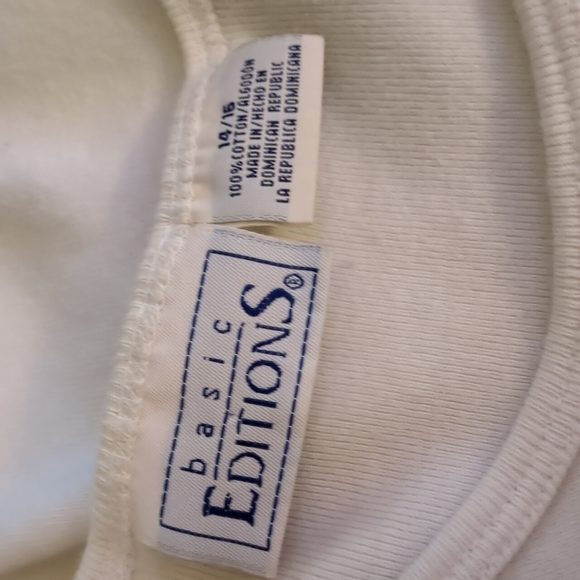 14/16
100% COTTON/ALGODON
MADE IN/HECHO EN
DOMINICAN REPUBLIC
LA REPUBLICA DOMINICANA
basic
EDITIONS®